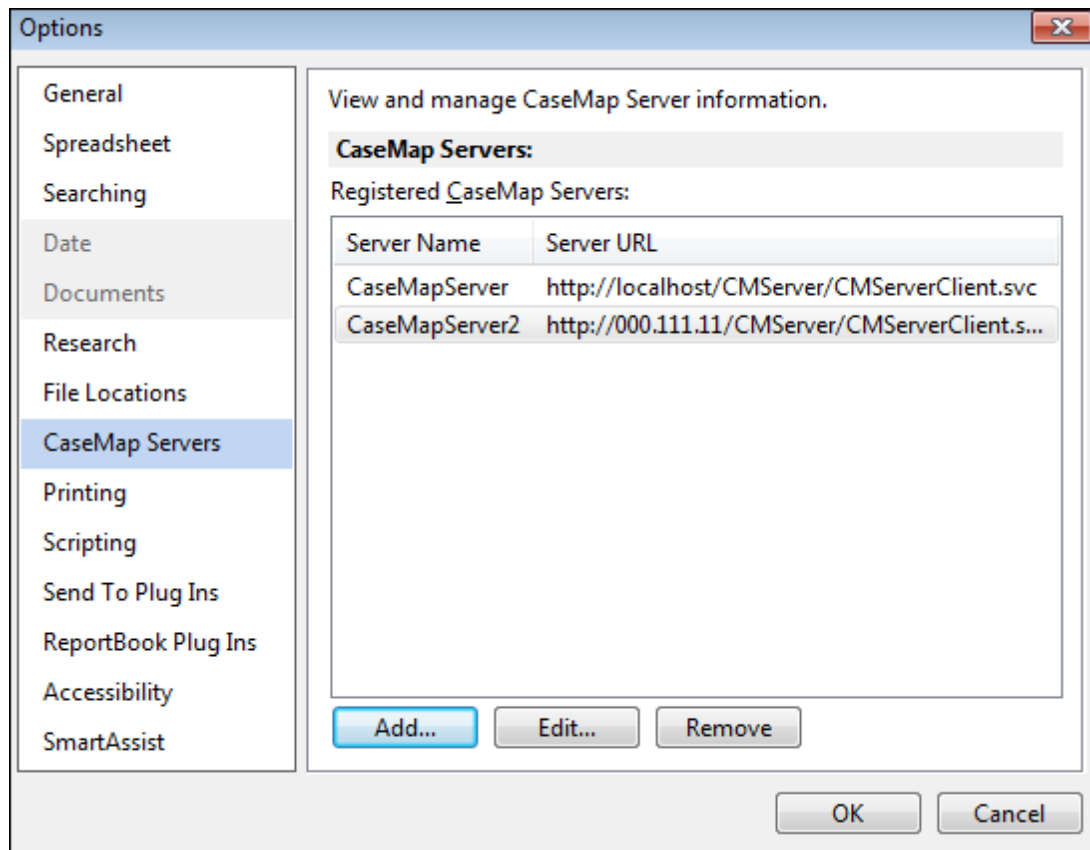 Options
General
Spreadsheet
Searching
Date
Documents
Research
File Locations
CaseMap Servers
Printing
Scripting
Send To Plug Ins
ReportBook Plug Ins
Accessibility
SmartAssist
View and manage CaseMap Server information.
CaseMap Servers:
Registered CaseMap Servers:
Server Name Server URL
CaseMapServer http://localhost/CMServer/CMServerClient.svc
CaseMapServer2 http://000.111.11/CMServer/CMServerClient.s...
Add... Edit... Remove
OK Cancel